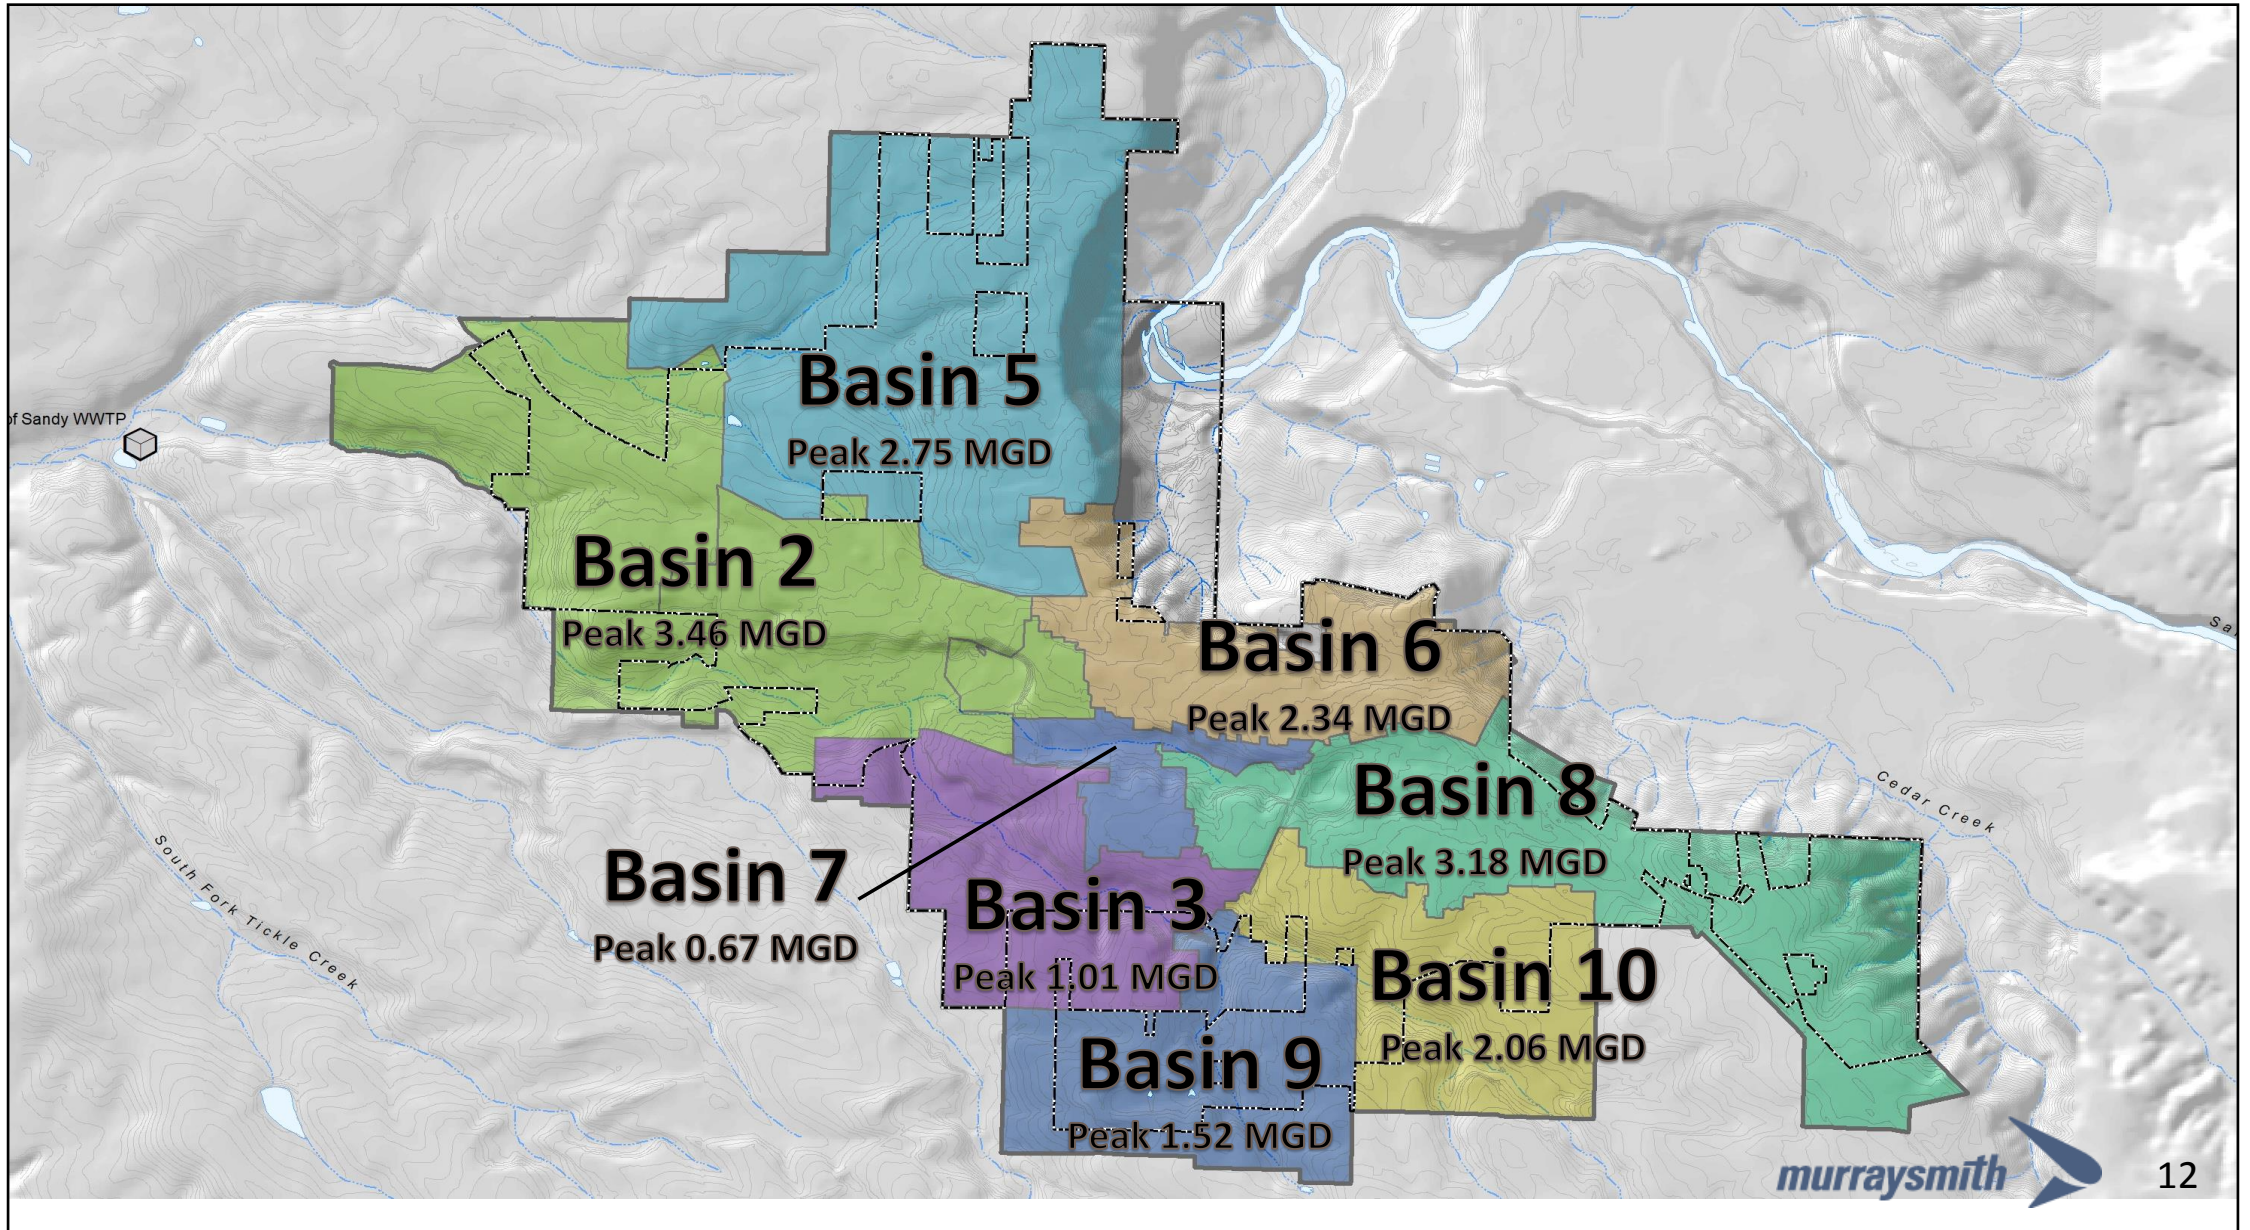 of Sandy WWTP
Basin 5
Peak 2.75 MGD
Basin 2
Peak 3.46 MGD
Basin 6
Peak 2.34 MGD
Basin 8
Peak 3.18 MGD
Cedar Creek
South Fork Tickle Creek
Basin 7
Peak 0.67 MGD
Basin 3
Peak 1.01 MGD
Basin 10
Peak 2.06 MGD
Basin 9
Peak 1.52 MGD
murraysmith
12